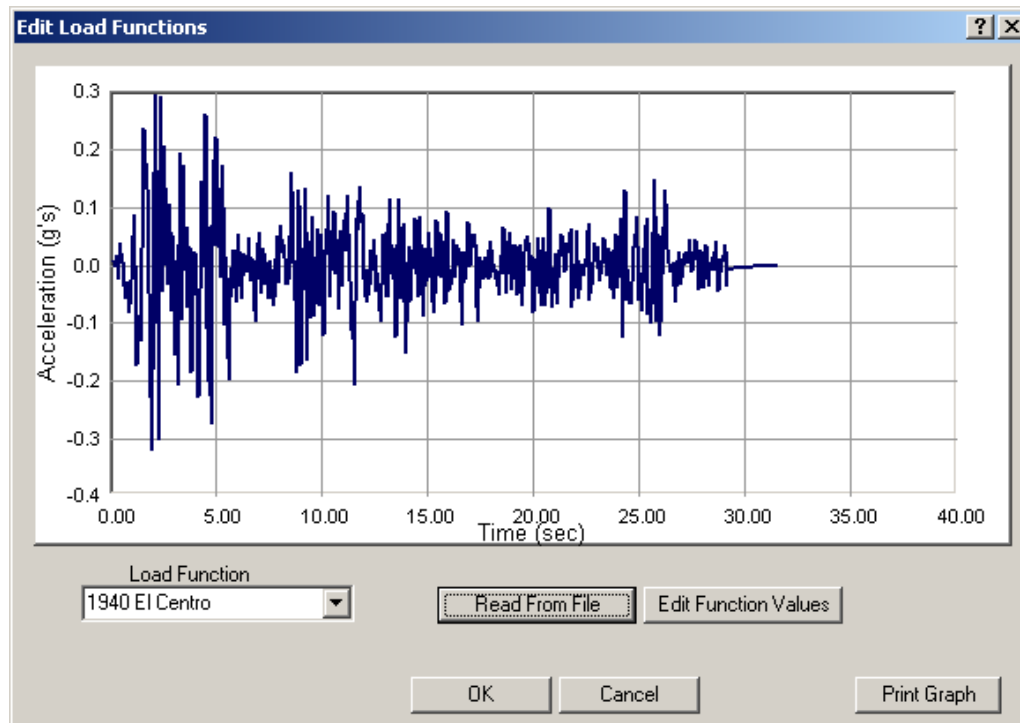 Edit Load Functions
0.3
0.2
0.1
0.0
-0.1
-0.2
-0.3
-0.4
Acceleration (g's)
0.00 5.00 10.00 15.00 20.00 25.00 30.00 35.00 40.00
Time (sec)
Load Function
1940 El Centro
Read From File
Edit Function Values
OK
Cancel
Print Graph